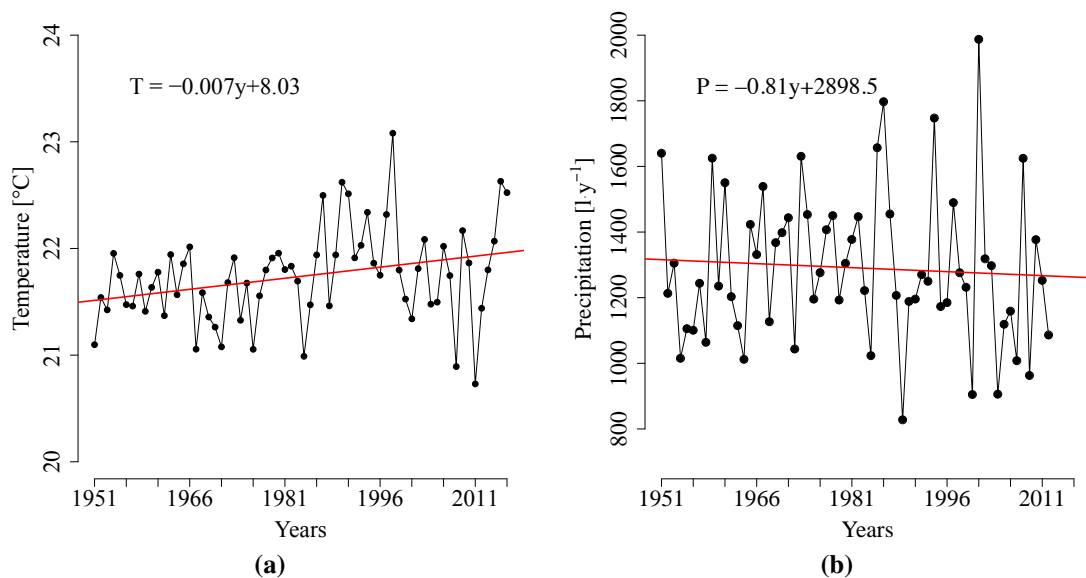 T = −0.007y+8.03
Temperature [°C]
24
23
22
21
20
1951
1966
1981
1996
2011
Years
(a)
P = −0.81y+2898.5
Precipitation [l·y⁻¹]
2000
1800
1600
1400
1200
1000
800
1951
1966
1981
1996
2011
Years
(b)